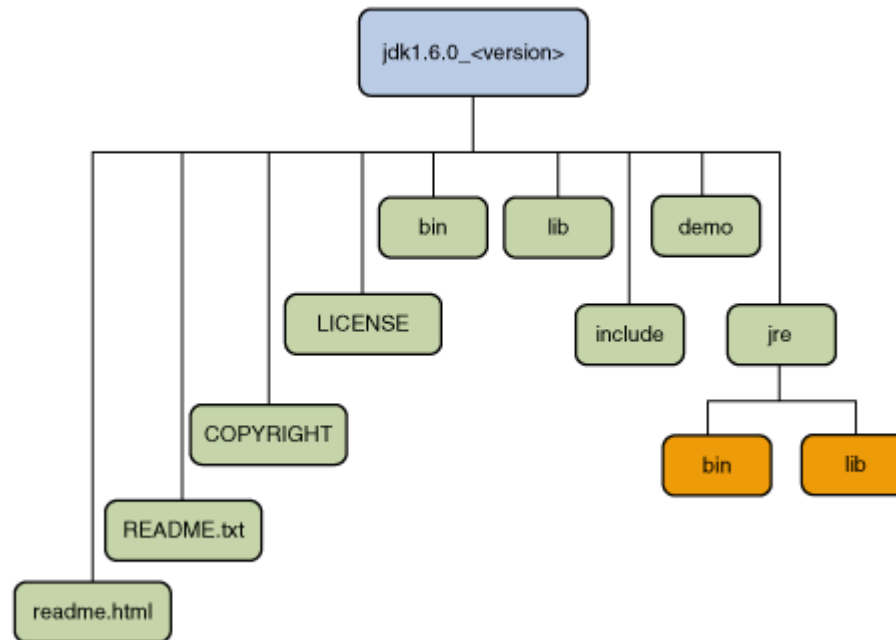 jdk1.6.0_<version>
bin
lib
demo
LICENSE
include
jre
COPYRIGHT
bin
lib
README.txt
readme.html